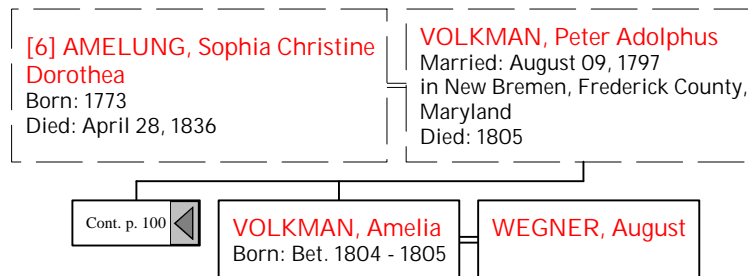 [6] AMELUNG, Sophia Christine
Dorothea
Born: 1773
Died: April 28, 1836
VOLKMAN, Peter Adolphus
Married: August 09, 1797
in New Bremen, Frederick County,
Maryland
Died: 1805
Cont. p. 100
VOLKMAN, Amelia
Born: Bet. 1804 - 1805
WEGNER, August